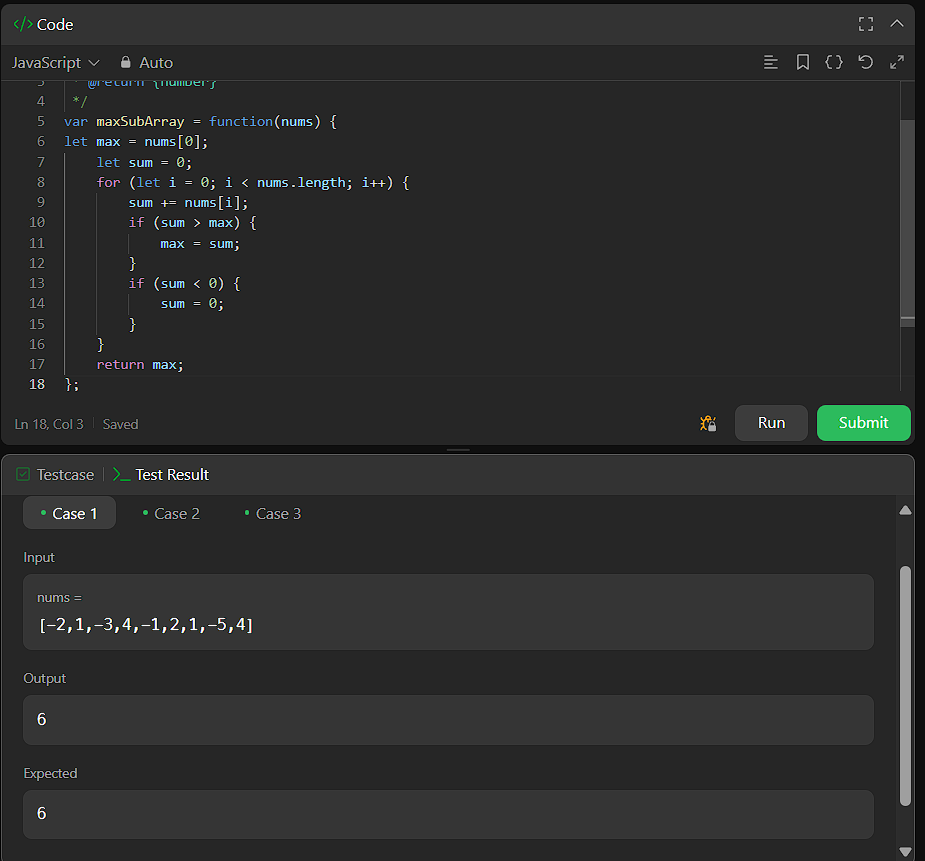 </> Code
JavaScript Auto
3 * @return {number}
4 */
5 var maxSubArray = function(nums) {
6 let max = nums[0];
7 let sum = 0;
8 for (let i = 0; i < nums.length; i++) {
9 sum += nums[i];
10 if (sum > max) {
11 max = sum;
12 }
13 if (sum < 0) {
14 sum = 0;
15 }
16 }
17 return max;
18 };
Ln 18, Col 3 Saved
Run Submit
Testcase >_ Test Result
Case 1 Case 2 Case 3
Input
nums =
[-2,1,-3,4,-1,2,1,-5,4]
Output
6
Expected
6